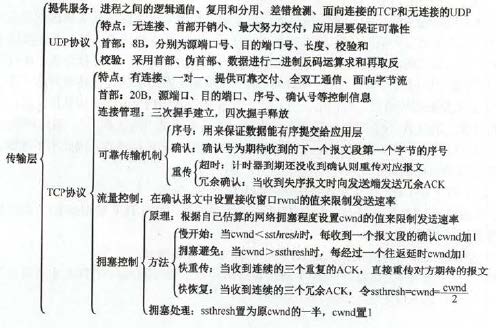 提供服务：进程之间的逻辑通信、复用和分用、差错检测、面向连接的TCP和无连接的UDP
特点：无连接、首部开销小、最大努力交付，应用层要保证可靠性
UDP协议
首部：8B，分别为源端口号、目的端口号、长度、校验和
校验：采用首部、伪首部、数据进行二进制反码运算求和再取反
特点：有连接、一对一、提供可靠交付、全双工通信、面向字节流
首部：20B，源端口、目的端口、序号、确认号等控制信息
连接管理：三次握手建立，四次握手释放
序号：用来保证数据能有序提交给应用层
可靠传输机制
确认：确认号为期待收到的下一个报文段第一个字节的序号
重传
超时：计时器到期还没收到确认则重传对应报文
冗余确认：当收到失序报文时向发送端发送冗余ACK
传输层
TCP协议
流量控制：在确认报文中设置接收窗口rwnd的值来限制发送速率
原理：根据自己估算的网络拥塞程度设置cwnd的值来限制发送速率
慢开始：当cwnd<ssthresh时，每收到一个报文段的确认cwnd加1
拥塞避免：当cwnd>ssthresh时，每经过一个往返延时cwnd加1
拥塞控制
方法
快重传：当收到连续的三个重复的ACK，直接重传对方期待的报文
快恢复：当收到连续的三个冗余ACK，令ssthresh=cwnd=cwnd/2
拥塞处理：ssthresh置为原cwnd的一半，cwnd置1